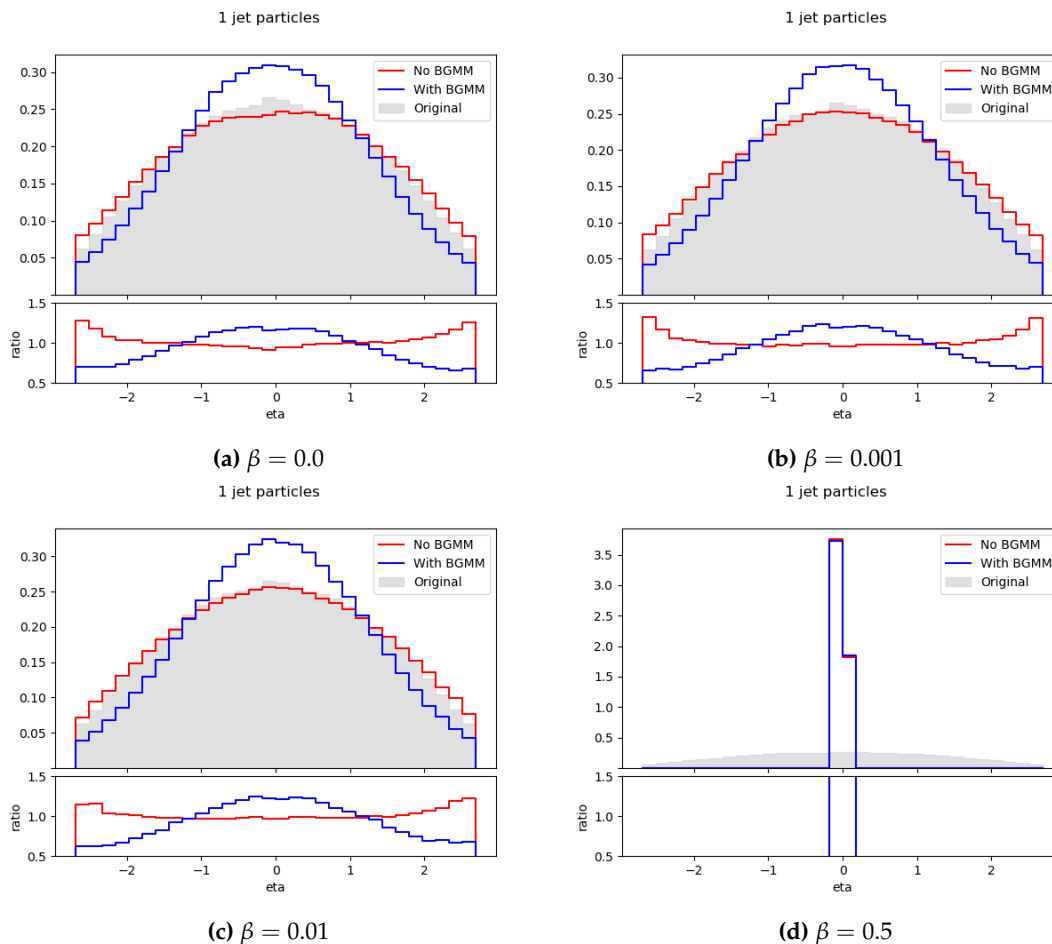 1 jet particles
1 jet particles
0.30
0.25
0.20
0.15
0.10
0.05
No BGMM
With BGMM
Original
1.5
1.0
0.5
ratio
−2 −1 0 1 2
eta
0.30
0.25
0.20
0.15
0.10
0.05
No BGMM
With BGMM
Original
1.5
1.0
0.5
ratio
−2 −1 0 1 2
eta
(a) β = 0.0
(b) β = 0.001
1 jet particles
1 jet particles
0.30
0.25
0.20
0.15
0.10
0.05
No BGMM
With BGMM
Original
1.5
1.0
0.5
ratio
−2 −1 0 1 2
eta
3.5
3.0
2.5
2.0
1.5
1.0
0.5
No BGMM
With BGMM
Original
1.5
1.0
0.5
ratio
−2 −1 0 1 2
eta
(c) β = 0.01
(d) β = 0.5